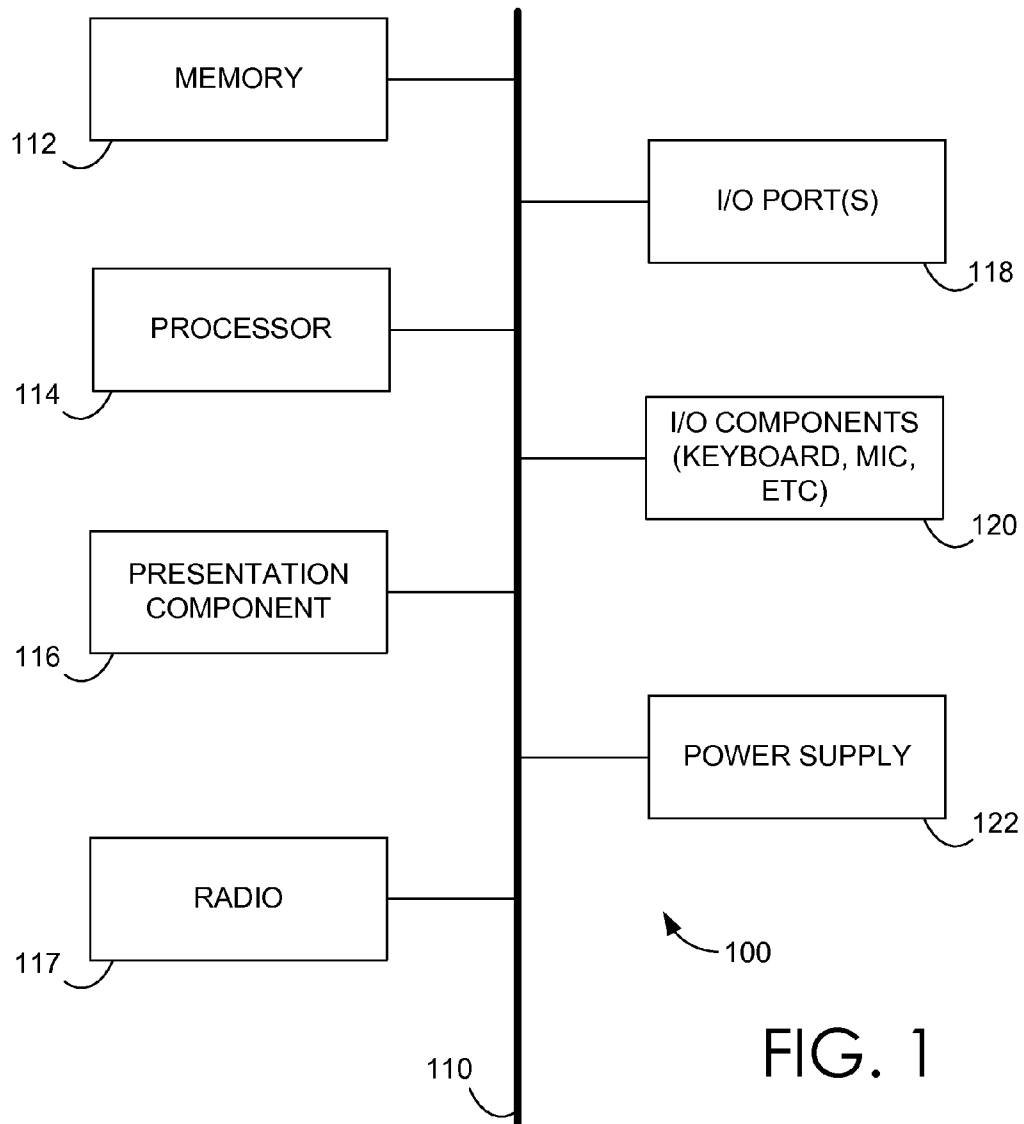 MEMORY
112
I/O PORT(S)
118
PROCESSOR
114
I/O COMPONENTS
(KEYBOARD, MIC,
ETC)
120
PRESENTATION
COMPONENT
116
POWER SUPPLY
122
RADIO
117
100
110
FIG. 1